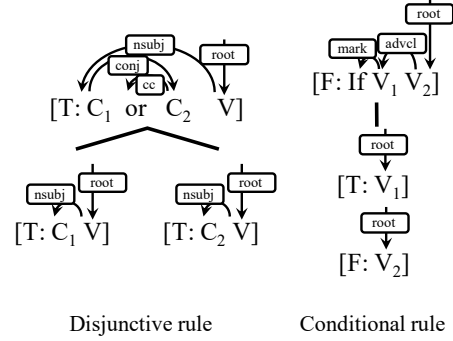 nsubj
root
conj
cc
[T: C₁ or C₂ V]
nsubj root
[T: C₁ V]
nsubj root
[T: C₂ V]
Disjunctive rule
root
mark advcl
[F: If V₁ V₂]
root
[T: V₁]
root
[F: V₂]
Conditional rule